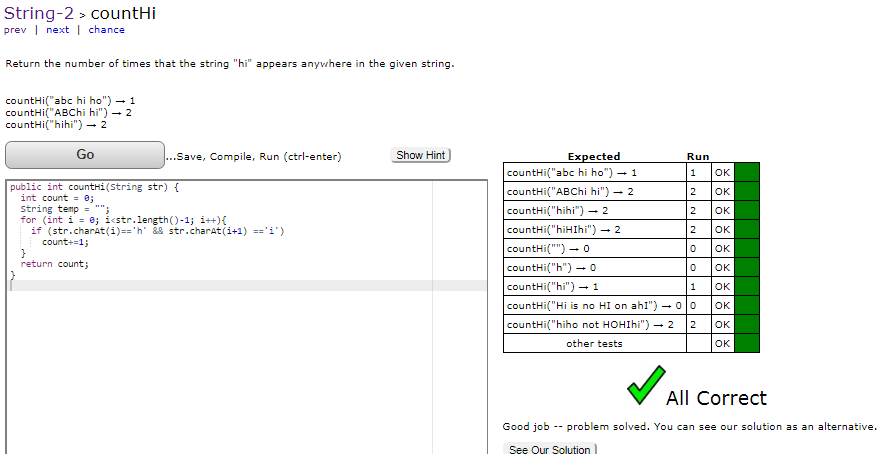 String-2 > countHi
prev | next | chance
Return the number of times that the string "hi" appears anywhere in the given string.
countHi("abc hi ho") → 1
countHi("ABChi hi") → 2
countHi("hihi") → 2
Go
...Save, Compile, Run (ctrl-enter)
Show Hint
public int countHi(String str) {
  int count = 0;
  String temp = "";
  for (int i = 0; i<str.length()-1; i++){
    if (str.charAt(i)=='h' && str.charAt(i+1) =='i')
      count+=1;
  }
  return count;
}
Expected Run
countHi("abc hi ho") → 1 1 OK
countHi("ABChi hi") → 2 2 OK
countHi("hihi") → 2 2 OK
countHi("hiHIhi") → 2 2 OK
countHi("") → 0 0 OK
countHi("h") → 0 0 OK
countHi("hi") → 1 1 OK
countHi("Hi is no HI on ahI") → 0 0 OK
countHi("hiho not HOHIhi") → 2 2 OK
other tests OK
All Correct
Good job -- problem solved. You can see our solution as an alternative.
See Our Solution